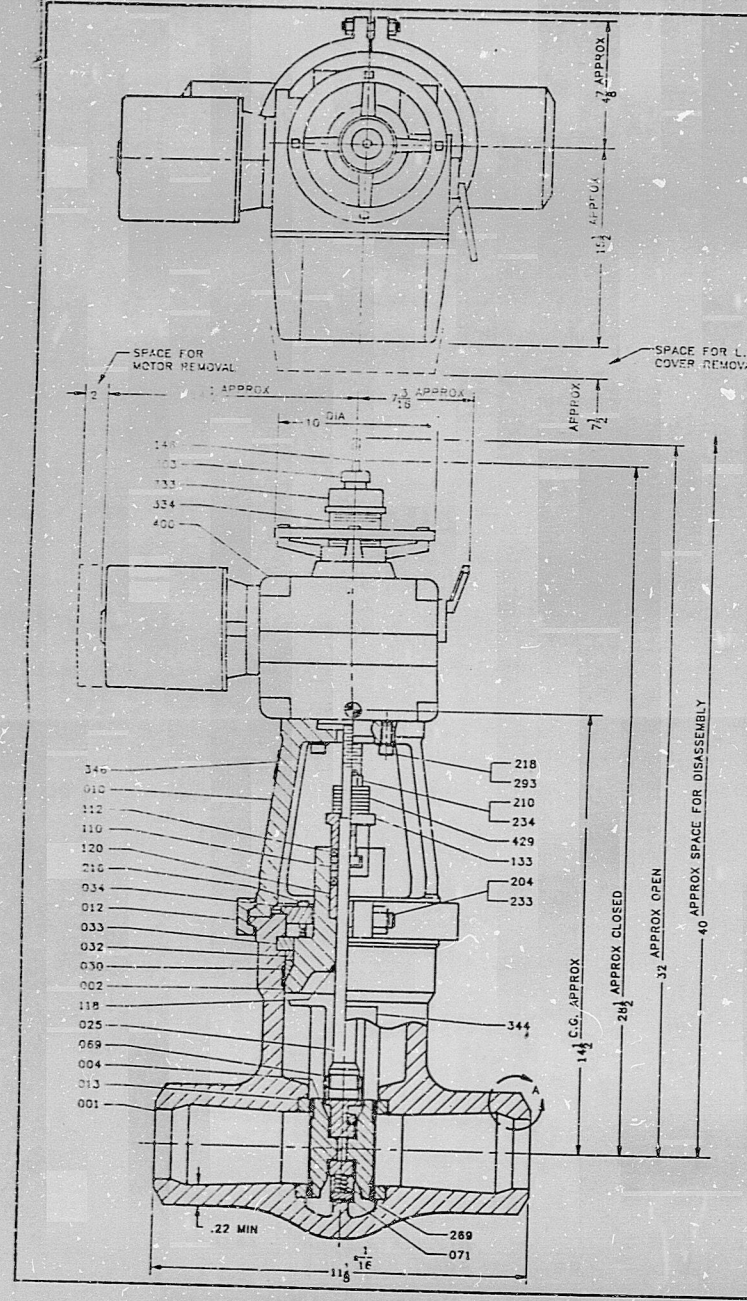 4 7/8 APPROX
15 1/2 APPROX
SPACE FOR
MOTOR REMOVAL
SPACE FOR L.
COVER REMOVA
2
APPROX
7 3/16 APPROX
10 DIA
APPROX
7 1/2
333
334
400
346
010
112
110
120
216
034
012
033
032
030
002
118
025
069
004
013
001
218
293
210
234
429
133
204
233
344
A
14 1/2 C.G. APPROX
28 1/2 APPROX CLOSED
32 APPROX OPEN
40 APPROX SPACE FOR DISASSEMBLY
.22 MIN
269
071
1/16